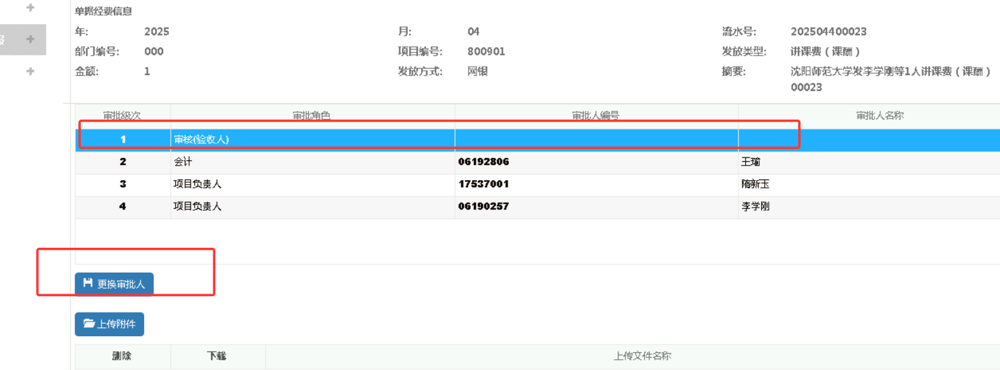 单据经费信息
年: 2025 月: 04 流水号: 202504400023
部门编号: 000 项目编号: 800901 发放类型: 讲课费（课酬）
金额: 1 发放方式: 网银 摘要: 沈阳师范大学发李学刚等1人讲课费（课酬）
00023
审批级次 审批角色 审批人编号 审批人名称
1 审核(验收人)
2 会计 06192806 王瑜
3 项目负责人 17537001 隋新玉
4 项目负责人 06190257 李学刚
更换审批人
上传附件
删除 下载 上传文件名称